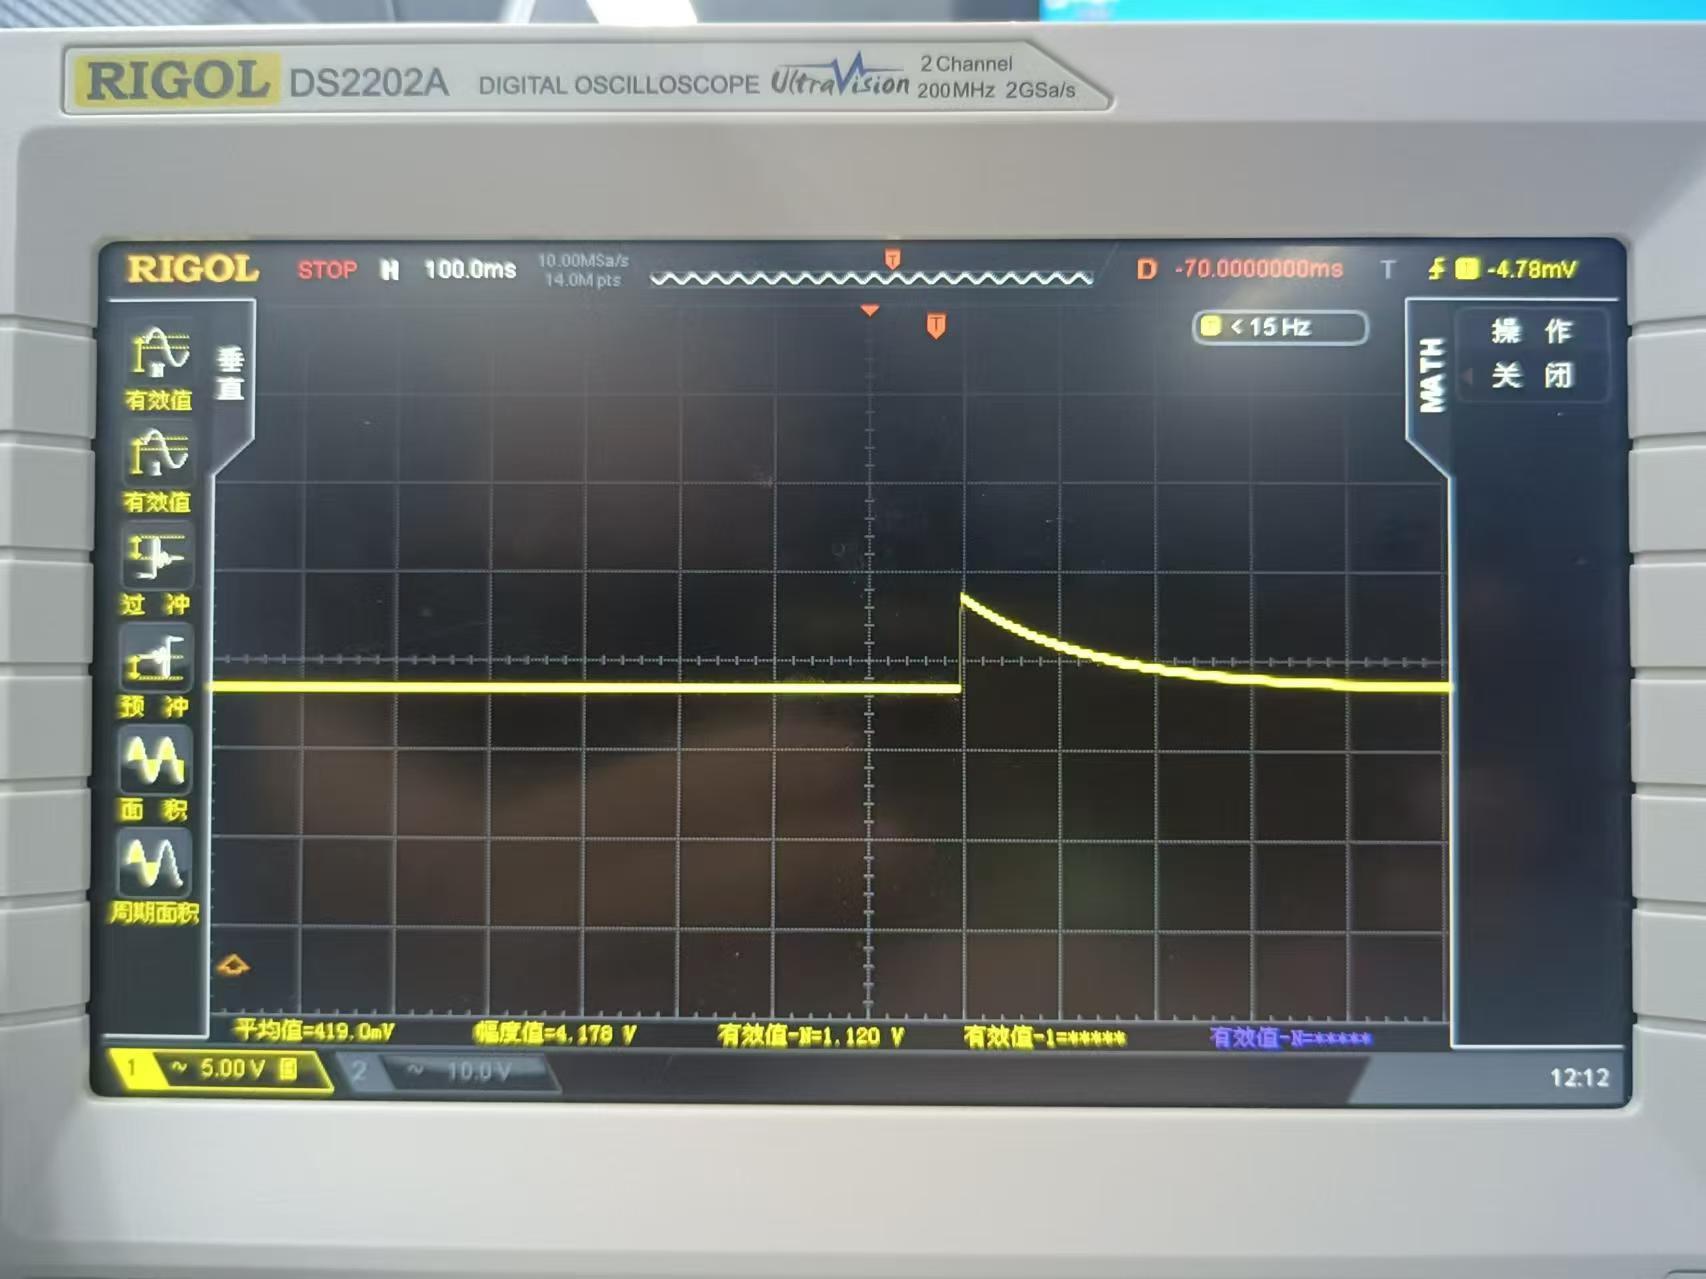 RIGOL DS2202A DIGITAL OSCILLOSCOPE UltraVision 2 Channel
200MHz 2GSa/s
RIGOL STOP N 100.0ms 10.00MSa/s
14.0M pts
T
D -70.0000000ms T 1 -4.78mV
T
1 < 15 Hz
垂直
有效值
有效值
过冲
预冲
面积
周期面积
MATH
操作
关闭
平均值=419.0mV 幅度值=4.178 V 有效值-N=1.120 V 有效值-1=***** 有效值-N=*****
1 ~ 5.00 V B 2 ~ 10.0 V
12:12